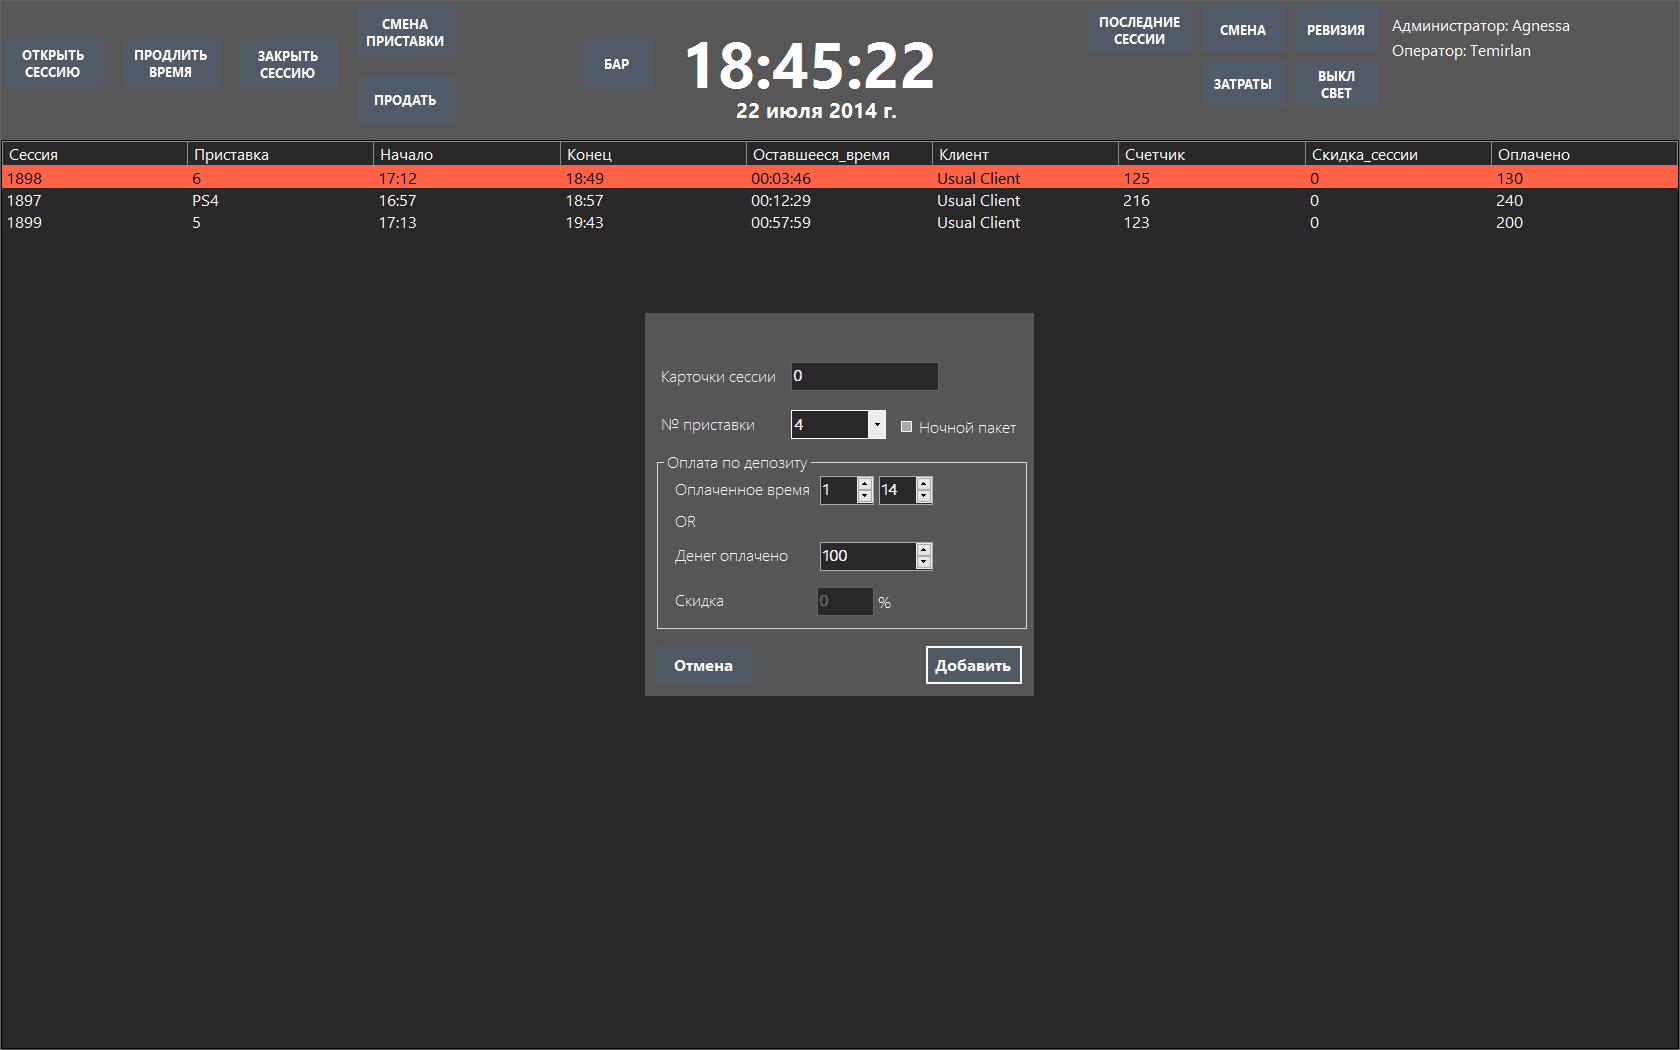 ОТКРЫТЬ
СЕССИЮ
ПРОДЛИТЬ
ВРЕМЯ
ЗАКРЫТЬ
СЕССИЮ
СМЕНА
ПРИСТАВКИ
ПРОДАТЬ
БАР
18:45:22
22 июля 2014 г.
ПОСЛЕДНИЕ
СЕССИИ
СМЕНА
РЕВИЗИЯ
ЗАТРАТЫ
ВЫКЛ
СВЕТ
Администратор: Agnessa
Оператор: Temirlan
Сессия Приставка Начало Конец Оставшееся_время Клиент Счетчик Скидка_сессии Оплачено
1898 6 17:12 18:49 00:03:46 Usual Client 125 0 130
1897 PS4 16:57 18:57 00:12:29 Usual Client 216 0 240
1899 5 17:13 19:43 00:57:59 Usual Client 123 0 200
Карточки сессии 0
№ приставки 4 Ночной пакет
Оплата по депозиту
Оплаченное время 1 14
OR
Денег оплачено 100
Скидка 0 %
Отмена Добавить